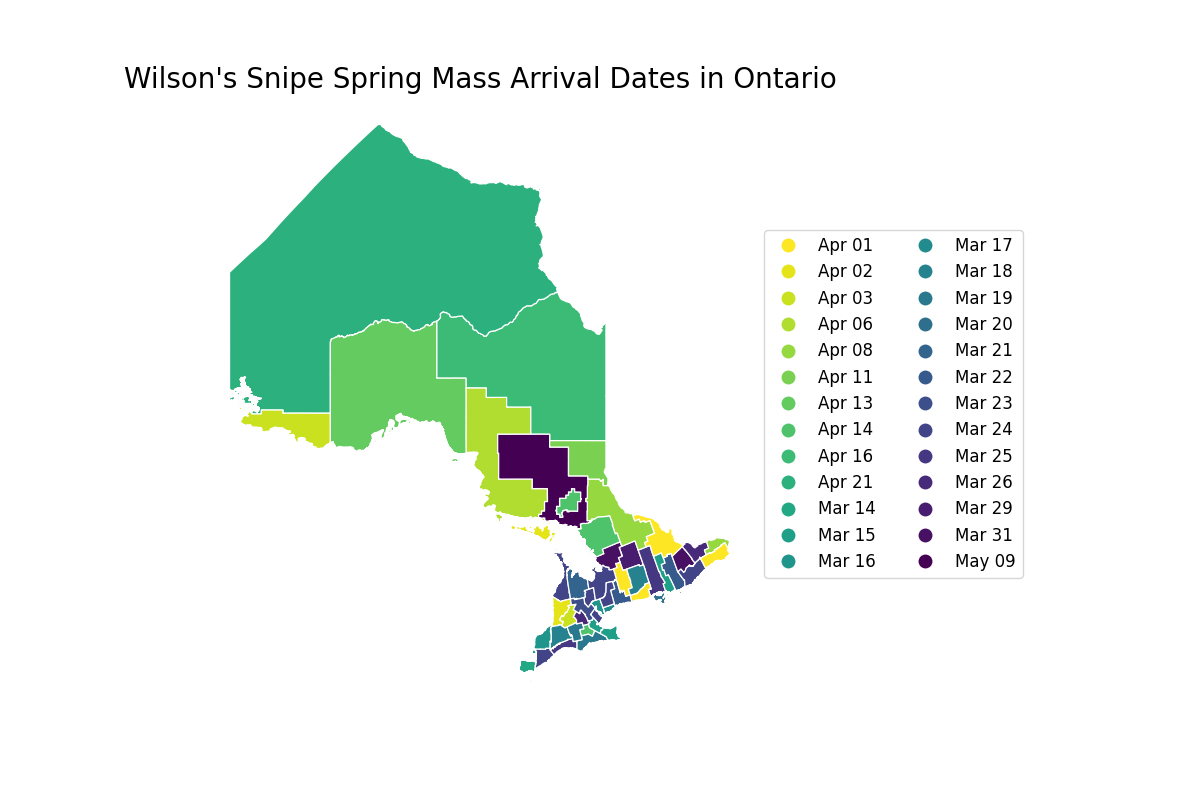 Wilson's Snipe Spring Mass Arrival Dates in Ontario
Apr 01
Apr 02
Apr 03
Apr 06
Apr 08
Apr 11
Apr 13
Apr 14
Apr 16
Apr 21
Mar 14
Mar 15
Mar 16
Mar 17
Mar 18
Mar 19
Mar 20
Mar 21
Mar 22
Mar 23
Mar 24
Mar 25
Mar 26
Mar 29
Mar 31
May 09